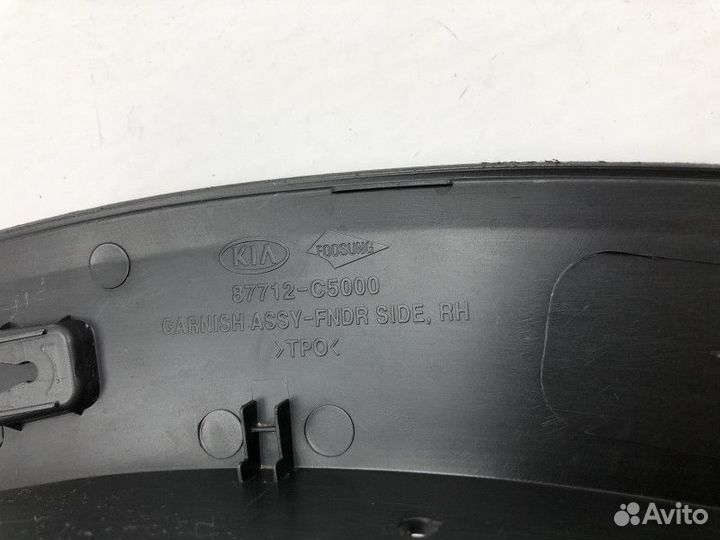 KIA FOOSUNG
87712-C5000
GARNISH ASSY-FNDR SIDE, RH
>TPO<
Avito